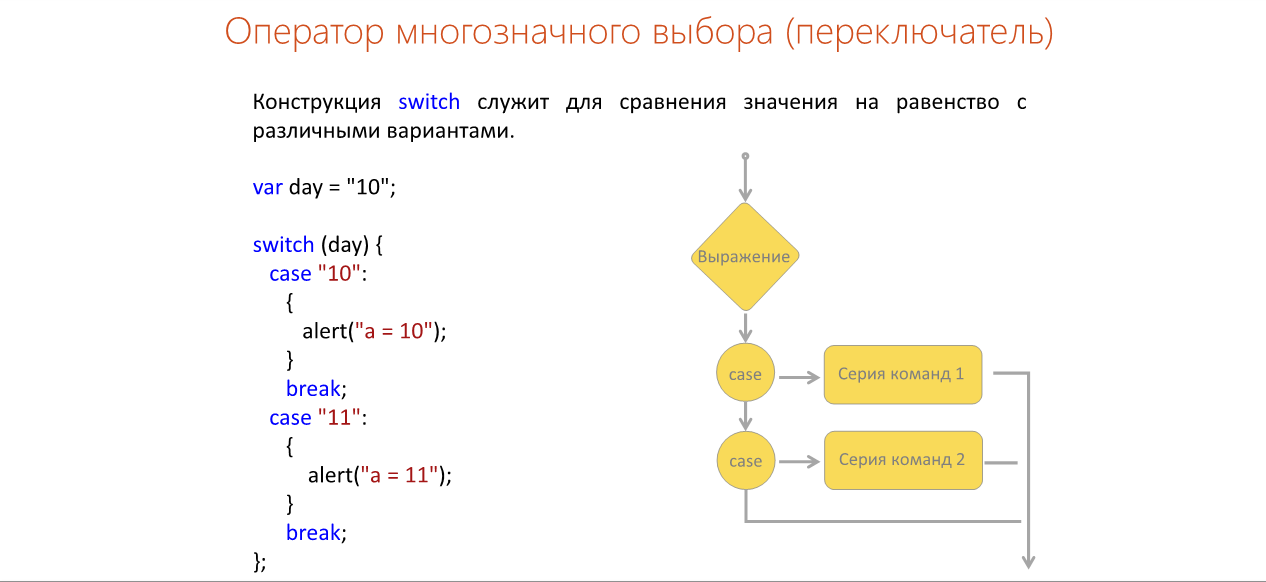 Оператор многозначного выбора (переключатель)
Конструкция switch служит для сравнения значения на равенство с
различными вариантами.
var day = "10";
switch (day) {
case "10":
{
alert("a = 10");
}
break;
case "11":
{
alert("a = 11");
}
break;
};
Выражение
case
Серия команд 1
case
Серия команд 2